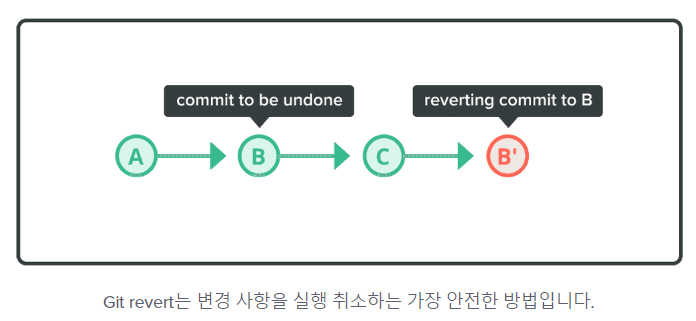 commit to be undone
reverting commit to B
A
B
C
B'
Git revert는 변경 사항을 실행 취소하는 가장 안전한 방법입니다.